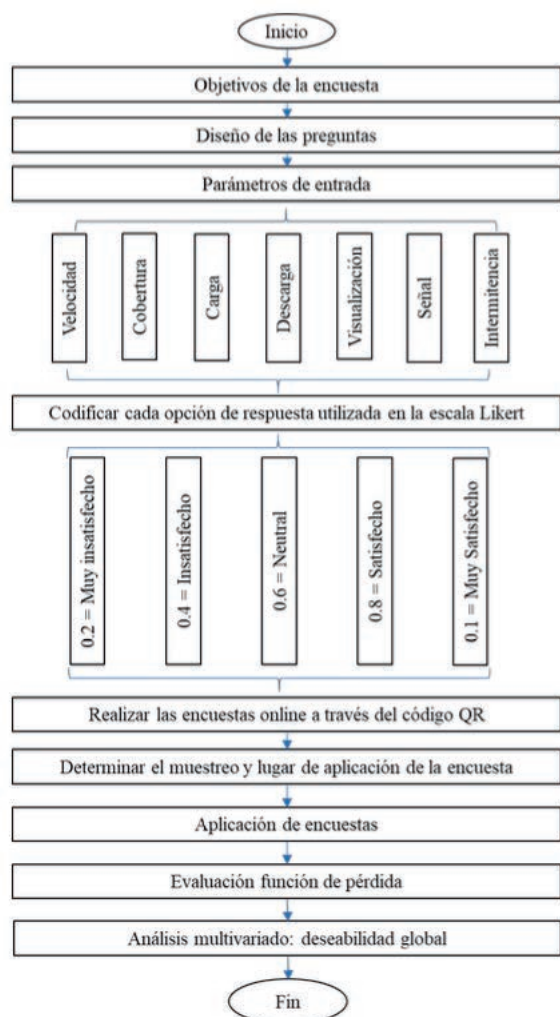 Inicio
Objetivos de la encuesta
Diseño de las preguntas
Parámetros de entrada
Velocidad
Cobertura
Carga
Descarga
Visualización
Señal
Intermitencia
Codificar cada opción de respuesta utilizada en la escala Likert
0.2 = Muy insatisfecho
0.4 = Insatisfecho
0.6 = Neutral
0.8 = Satisfecho
0.1 = Muy Satisfecho
Realizar las encuestas online a través del código QR
Determinar el muestreo y lugar de aplicación de la encuesta
Aplicación de encuestas
Evaluación función de pérdida
Análisis multivariado: deseabilidad global
Fin